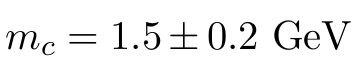 m_c = 1.5 ± 0.2 GeV